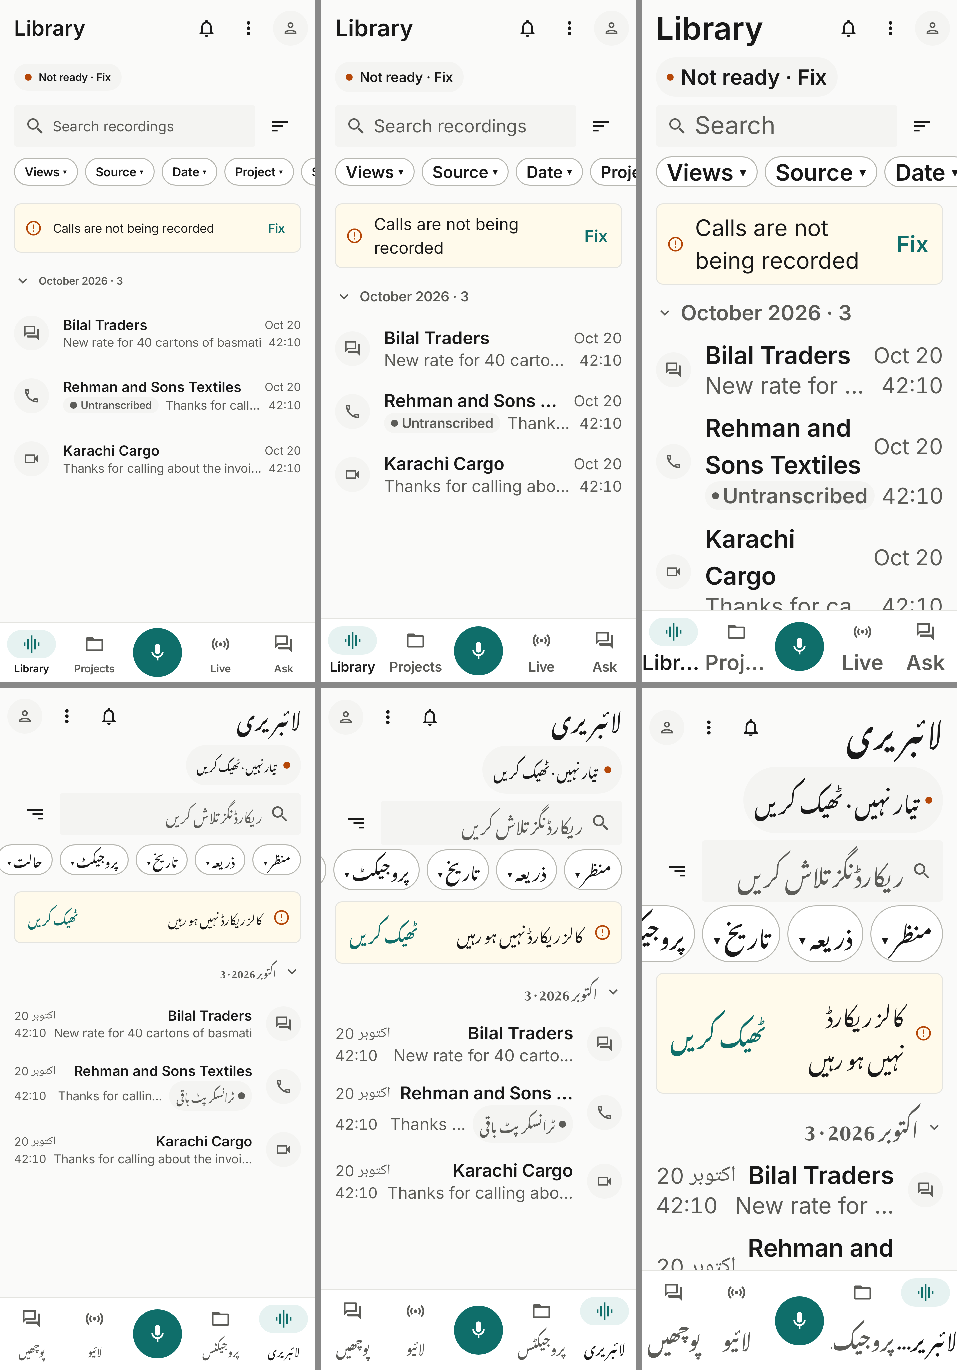 Library
Not ready · Fix
Search recordings
Views Source Date Project
Calls are not being recorded Fix
October 2026 · 3
Bilal Traders Oct 20
New rate for 40 cartons of basmati 42:10
Rehman and Sons Textiles Oct 20
Untranscribed Thanks for call... 42:10
Karachi Cargo Oct 20
Thanks for calling about the invoi... 42:10
Library Projects Live Ask
Library
Not ready · Fix
Search recordings
Views Source Date Proje
Calls are not being
recorded
Fix
October 2026 · 3
Bilal Traders Oct 20
New rate for 40 carto... 42:10
Rehman and Sons ... Oct 20
Untranscribed Thank... 42:10
Karachi Cargo Oct 20
Thanks for calling abo... 42:10
Library Projects Live Ask
Library
Not ready · Fix
Search
Views Source Date
Calls are not
being recorded
Fix
October 2026 · 3
Bilal Traders Oct 20
New rate for ... 42:10
Rehman and
Sons Textiles
Oct 20
Untranscribed 42:10
Karachi
Cargo
Oct 20
Thanks for ca
Libr... Proj... Live Ask
لائبریری
تیار نہیں · ٹھیک کریں
ریکارڈنگز تلاش کریں
منظر ذریعہ تاریخ پروجیکٹ حالت
کالز ریکارڈ نہیں ہو رہیں ٹھیک کریں
اکتوبر 2026 · 3
Bilal Traders 20 اکتوبر
New rate for 40 cartons of basmati 42:10
Rehman and Sons Textiles 20 اکتوبر
ٹرانسکرپٹ باقی Thanks for callin... 42:10
Karachi Cargo 20 اکتوبر
Thanks for calling about the invoi... 42:10
لائبریری پروجیکٹس لائیو پوچھیں
لائبریری
تیار نہیں · ٹھیک کریں
ریکارڈنگز تلاش کریں
منظر ذریعہ تاریخ پروجیکٹ
کالز ریکارڈ نہیں ہو رہیں ٹھیک کریں
اکتوبر 2026 · 3
Bilal Traders 20 اکتوبر
New rate for 40 carto... 42:10
Rehman and Sons ... 20 اکتوبر
ٹرانسکرپٹ باقی Thanks ... 42:10
Karachi Cargo 20 اکتوبر
Thanks for calling abo... 42:10
لائبریری پروجیکٹس لائیو پوچھیں
لائبریری
تیار نہیں · ٹھیک کریں
ریکارڈنگز تلاش کریں
منظر ذریعہ تاریخ پروجیک
کالز ریکارڈ
نہیں ہو رہیں
ٹھیک کریں
اکتوبر 2026 · 3
Bilal Traders 20 اکتوبر
New rate for ... 42:10
Rehman and
20 اکتوبر
لائبریر... پروجیک... لائیو پوچھیں